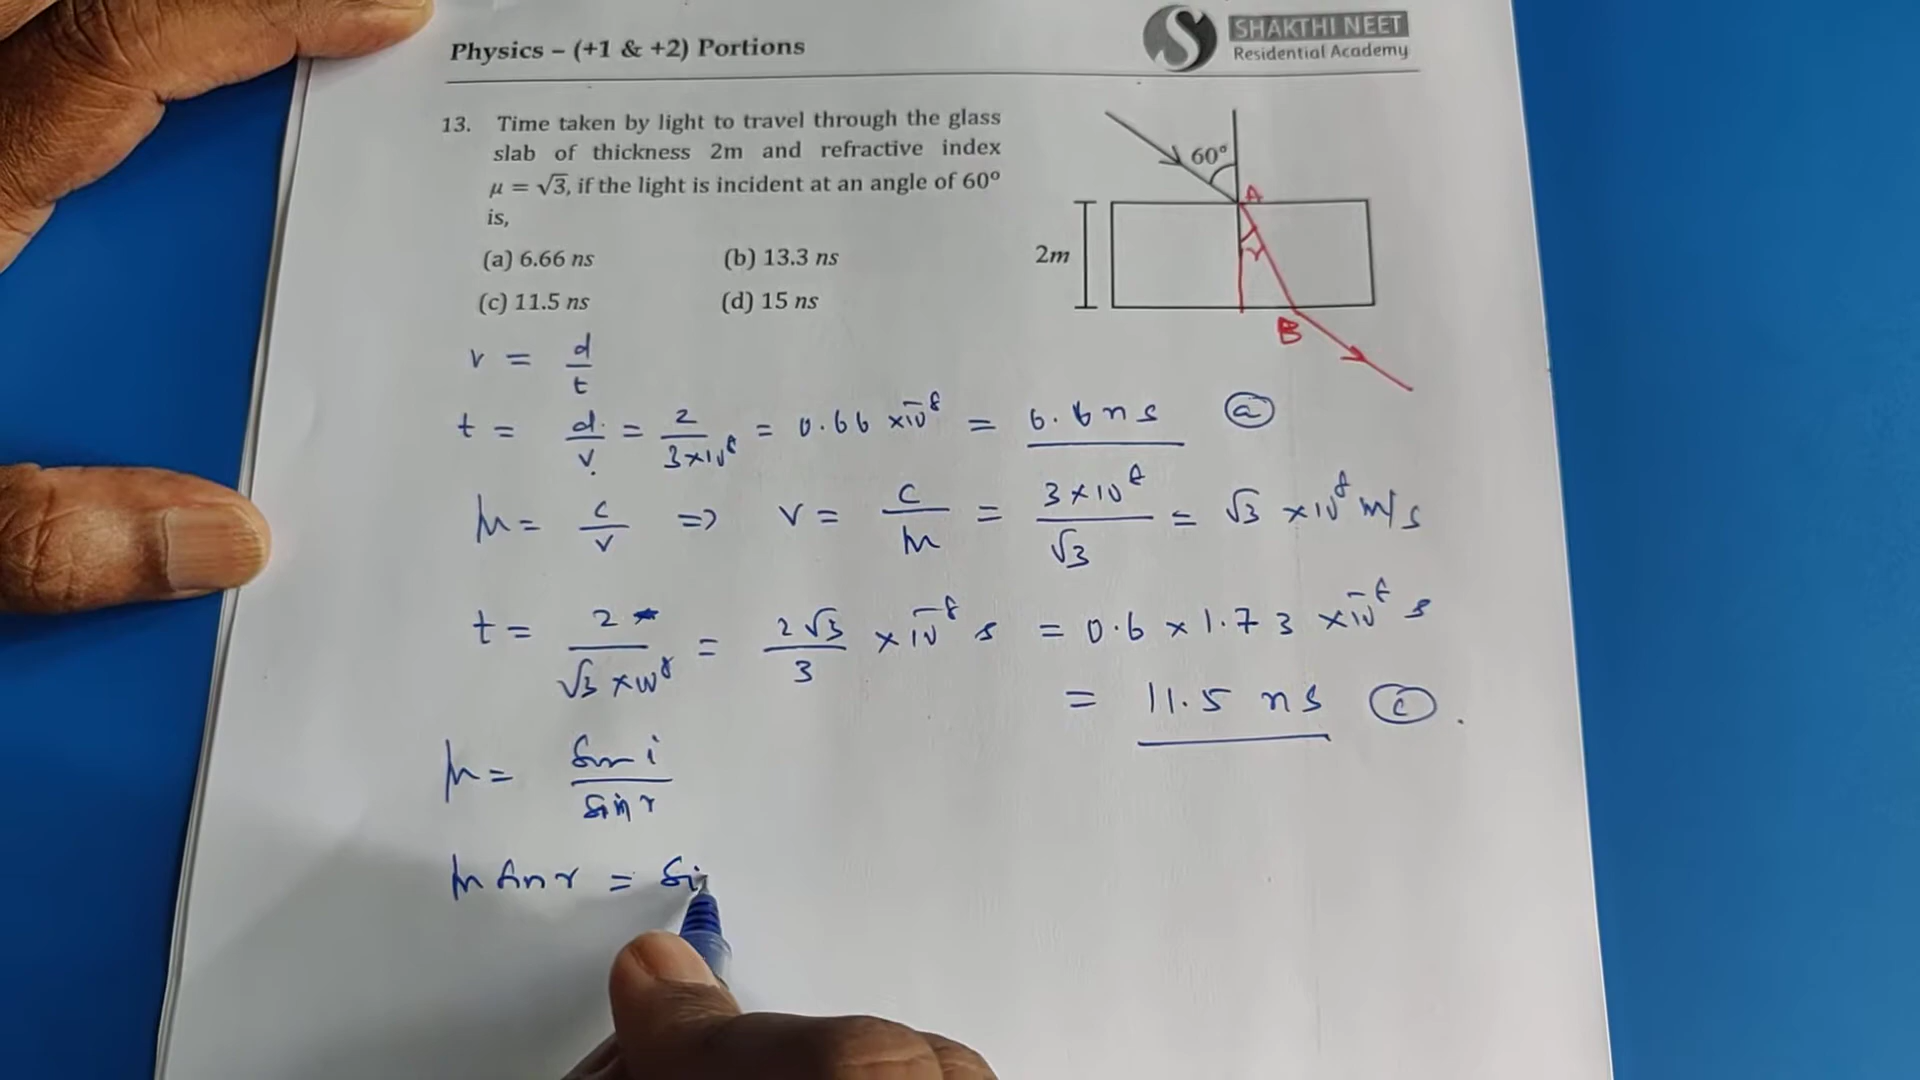 Physics – (+1 & +2) Portions
SHAKTHI NEET
Residential Academy
13. Time taken by light to travel through the glass
slab of thickness 2m and refractive index
μ = √3, if the light is incident at an angle of 60°
is,
(a) 6.66 ns (b) 13.3 ns
(c) 11.5 ns (d) 15 ns
60°
A
r
2m
B
v = d/t
t = d/v = 2/3×10⁸ = 0.66 ×10⁻⁸ = 6.6 ns (a)
μ = c/v => v = c/μ = 3×10⁸/√3 = √3 ×10⁸ m/s
t = 2/√3 ×10⁸ = 2√3/3 ×10⁻⁸ s = 0.6 × 1.73 ×10⁻⁸ s
= 11.5 ns (c).
μ = Sin i/Sin r
μ Sin r = Si